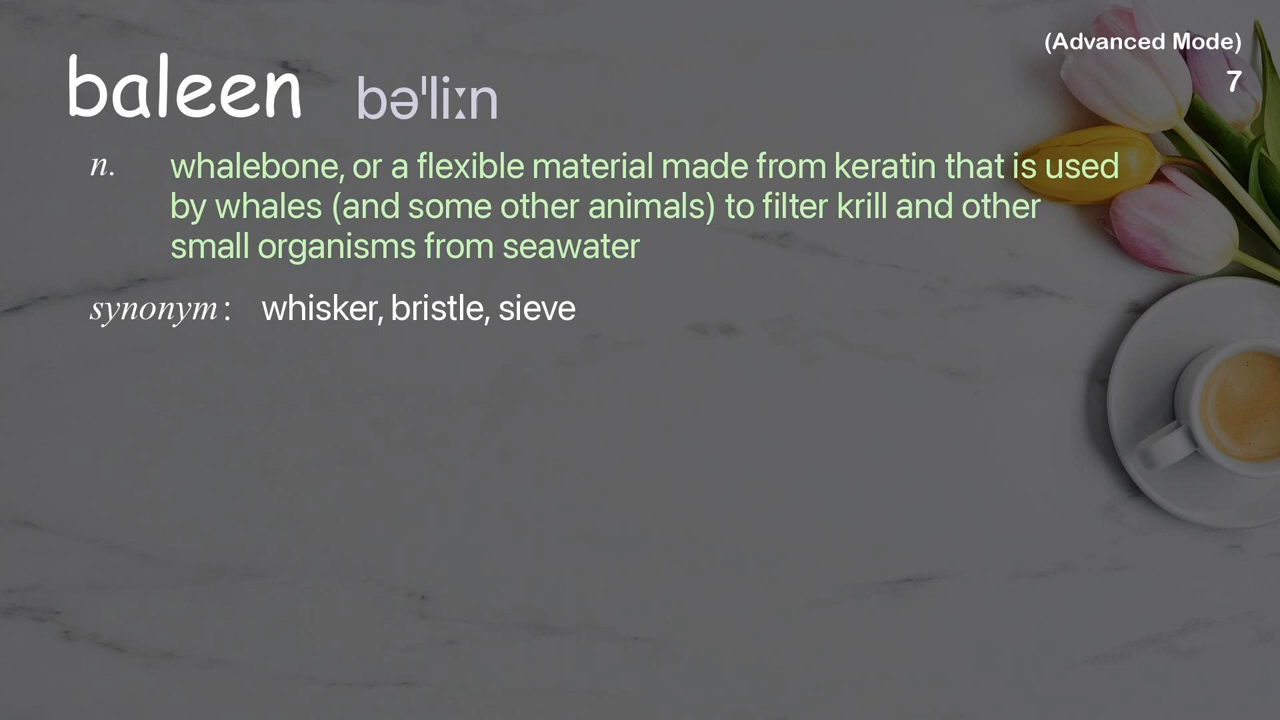 (Advanced Mode)
7
baleen bəˈliːn
n. whalebone, or a flexible material made from keratin that is used
by whales (and some other animals) to filter krill and other
small organisms from seawater
synonym: whisker, bristle, sieve